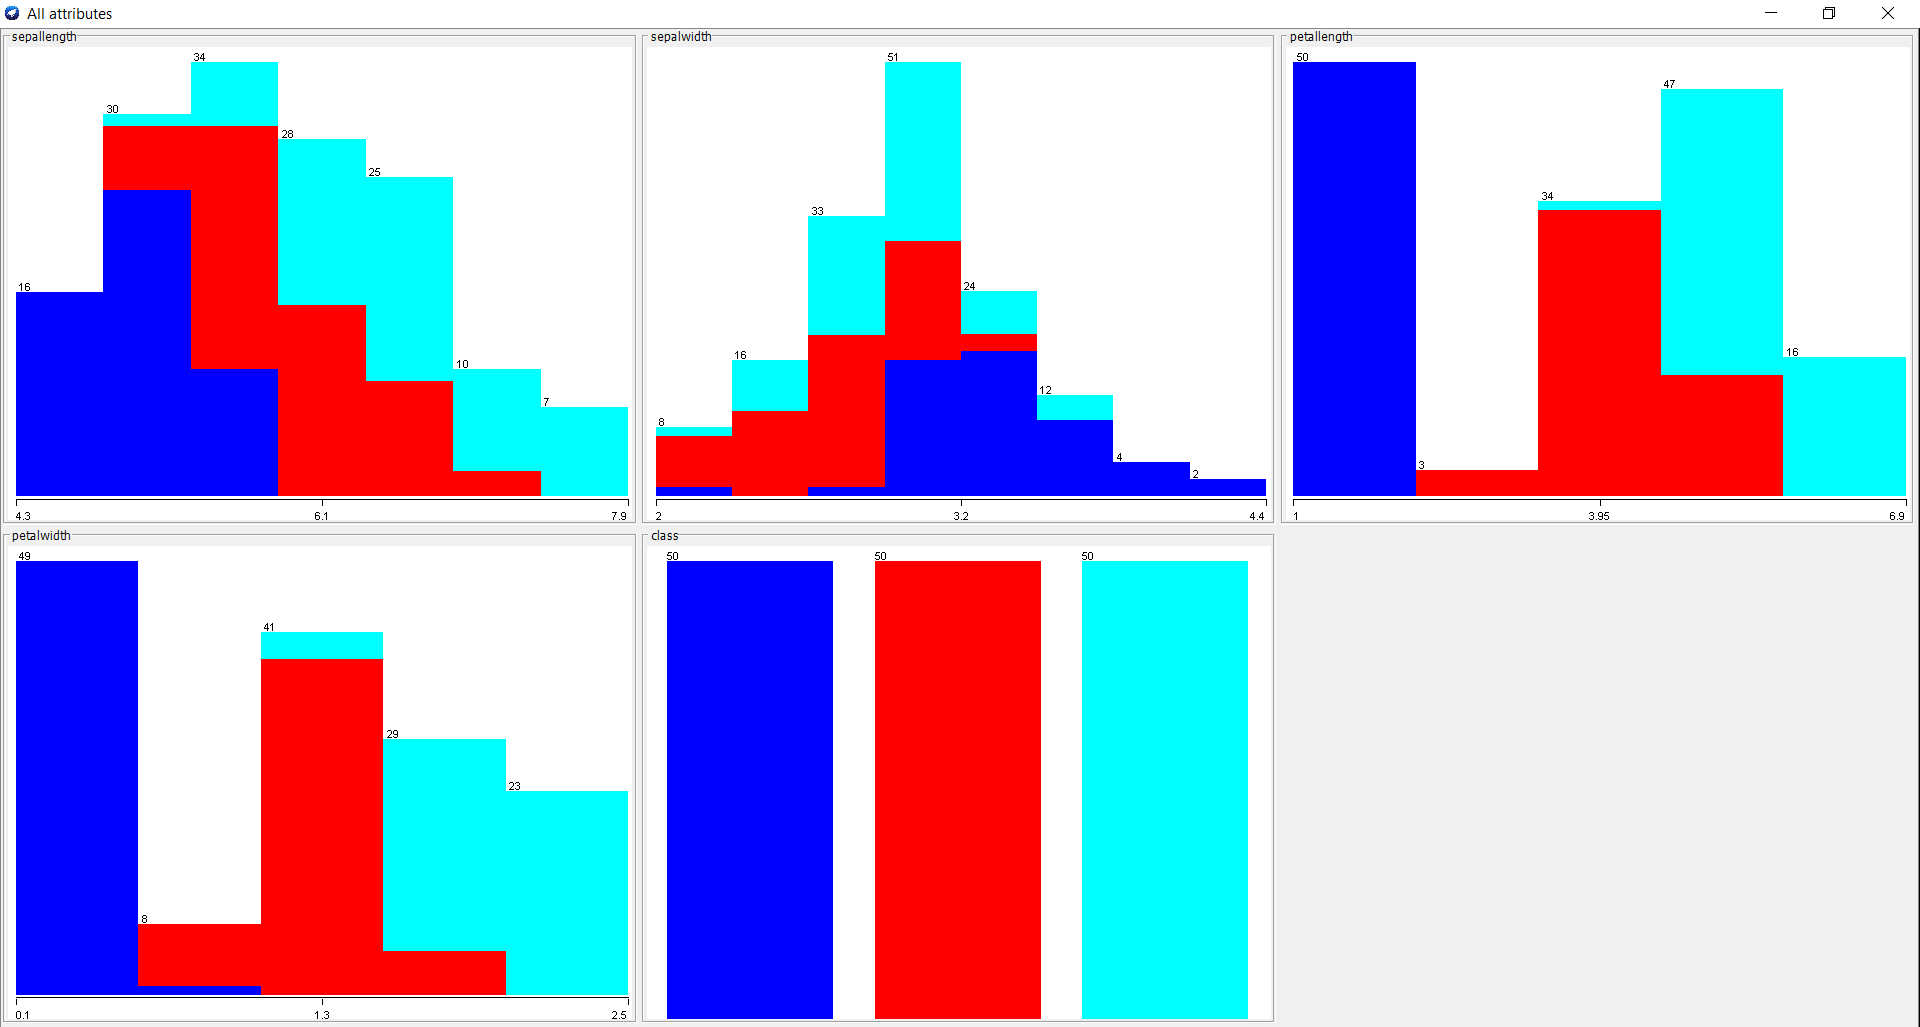 All attributes
sepallength
34
30
28
25
16
10
7
4.3 6.1 7.9
sepalwidth
51
33
24
16
12
8
4
2
2 3.2 4.4
petallength
50
47
34
16
3
1 3.95 6.9
petalwidth
49
41
29
23
8
0.1 1.3 2.5
class
50 50 50